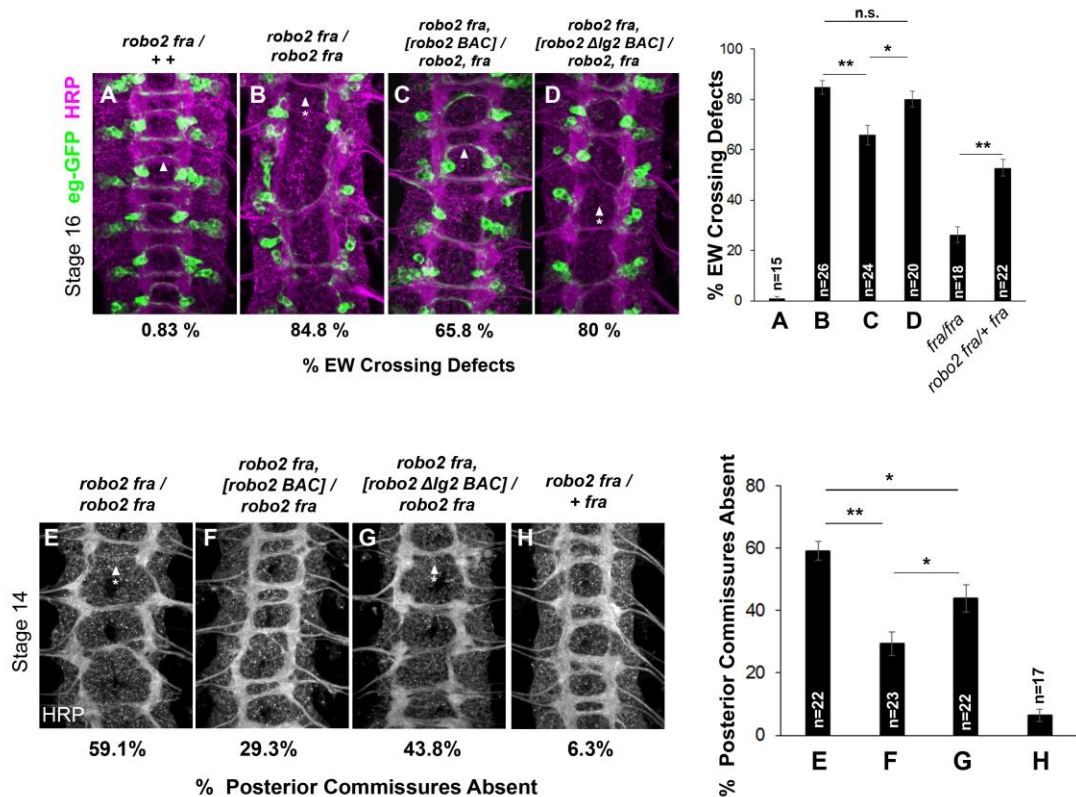 robo2 fra /
+ +
robo2 fra /
robo2 fra
robo2 fra,
[robo2 BAC] /
robo2, fra
robo2 fra,
[robo2 ΔIg2 BAC] /
robo2, fra
eg-GFP HRP
Stage 16
A
B
*
C
D
*
0.83 %
84.8 %
65.8 %
80 %
% EW Crossing Defects
n.s.
**
*
**
% EW Crossing Defects
80
60
40
20
0
n=15
n=26
n=24
n=20
n=18
n=22
A
B
C
D
fra/fra
robo2 fra/+ fra
robo2 fra /
robo2 fra
robo2 fra,
[robo2 BAC] /
robo2 fra
robo2 fra,
[robo2 ΔIg2 BAC] /
robo2 fra
robo2 fra /
+ fra
Stage 14
E
*
HRP
F
G
*
H
59.1%
29.3%
43.8%
6.3%
% Posterior Commissures Absent
*
**
*
% Posterior Commissures Absent
80
60
40
20
0
n=22
n=23
n=22
n=17
E
F
G
H